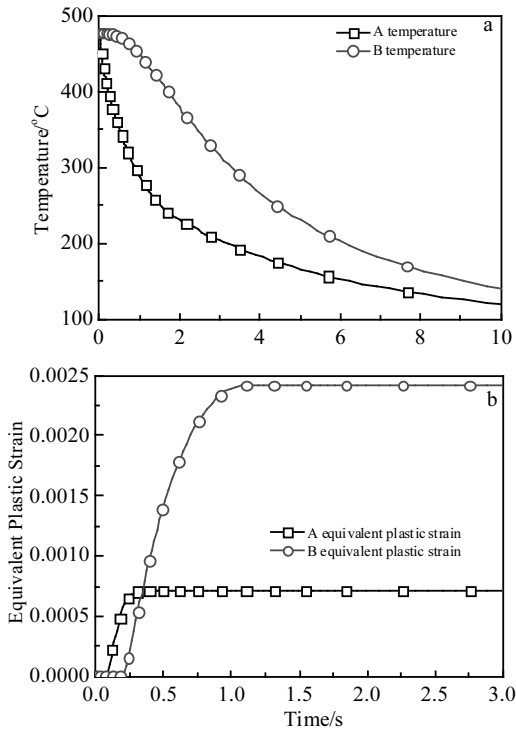 500
400
300
200
100
Temperature/°C
A temperature
B temperature
a
0
2
4
6
8
10
0.0025
0.0020
0.0015
0.0010
0.0005
0.0000
Equivalent Plastic Strain
b
A equivalent plastic strain
B equivalent plastic strain
0.0
0.5
1.0
1.5
2.0
2.5
3.0
Time/s